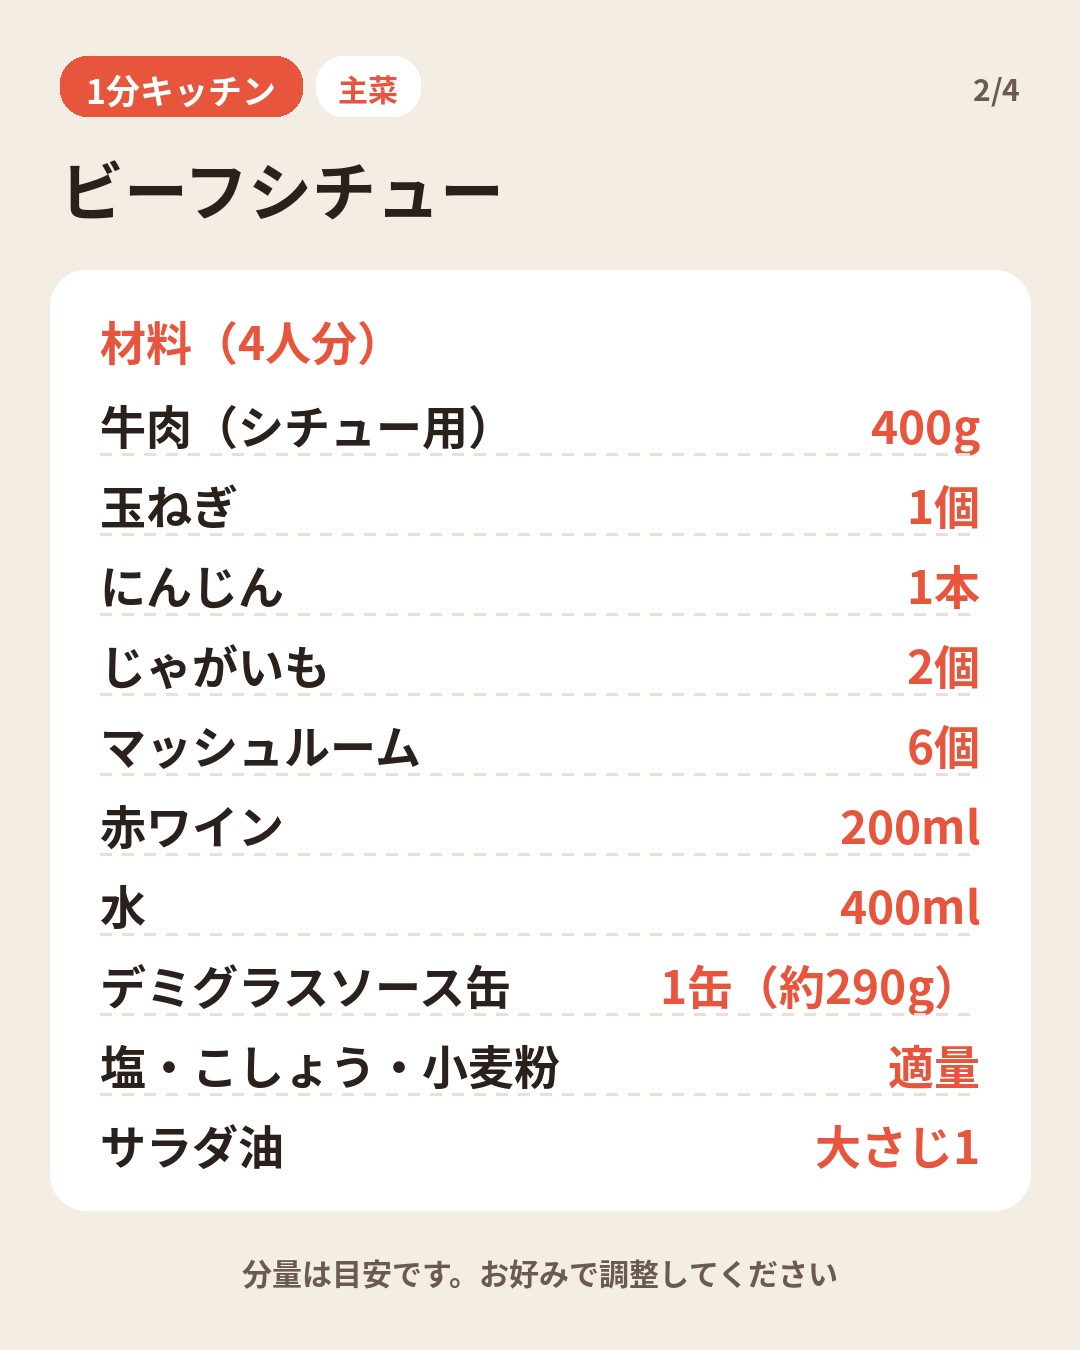 1分キッチン 主菜 2/4
ビーフシチュー
材料（4人分）
牛肉（シチュー用） 400g
玉ねぎ 1個
にんじん 1本
じゃがいも 2個
マッシュルーム 6個
赤ワイン 200ml
水 400ml
デミグラスソース缶 1缶（約290g）
塩・こしょう・小麦粉 適量
サラダ油 大さじ1
分量は目安です。お好みで調整してください